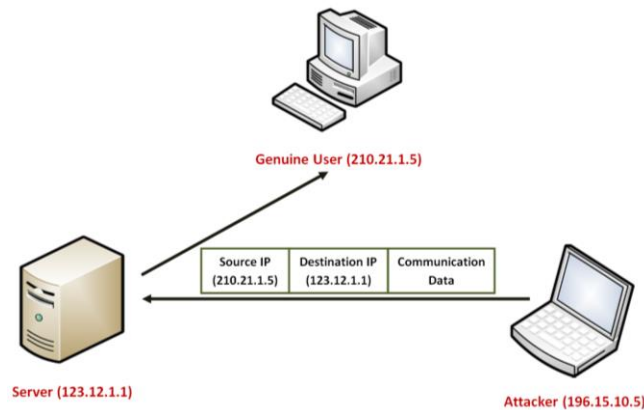 Genuine User (210.21.1.5)
Source IP
(210.21.1.5)
Destination IP
(123.12.1.1)
Communication
Data
Server (123.12.1.1)
Attacker (196.15.10.5)